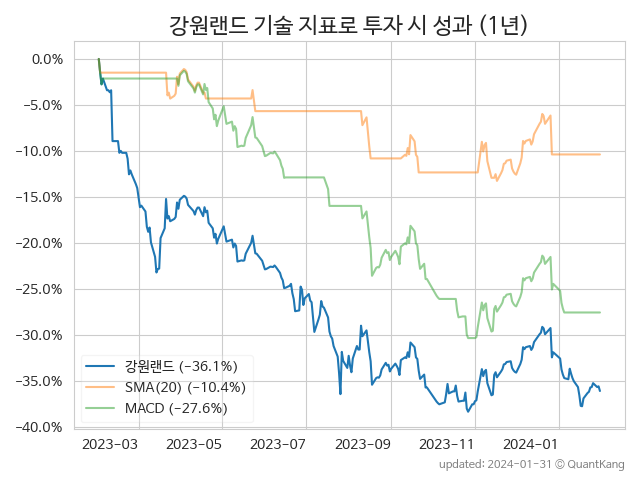 강원랜드 기술 지표로 투자 시 성과 (1년)
0.0%
−5.0%
−10.0%
−15.0%
−20.0%
−25.0%
−30.0%
−35.0%
−40.0%
강원랜드 (−36.1%)
SMA(20) (−10.4%)
MACD (−27.6%)
2023-03 2023-05 2023-07 2023-09 2023-11 2024-01
updated: 2024-01-31 © QuantKang